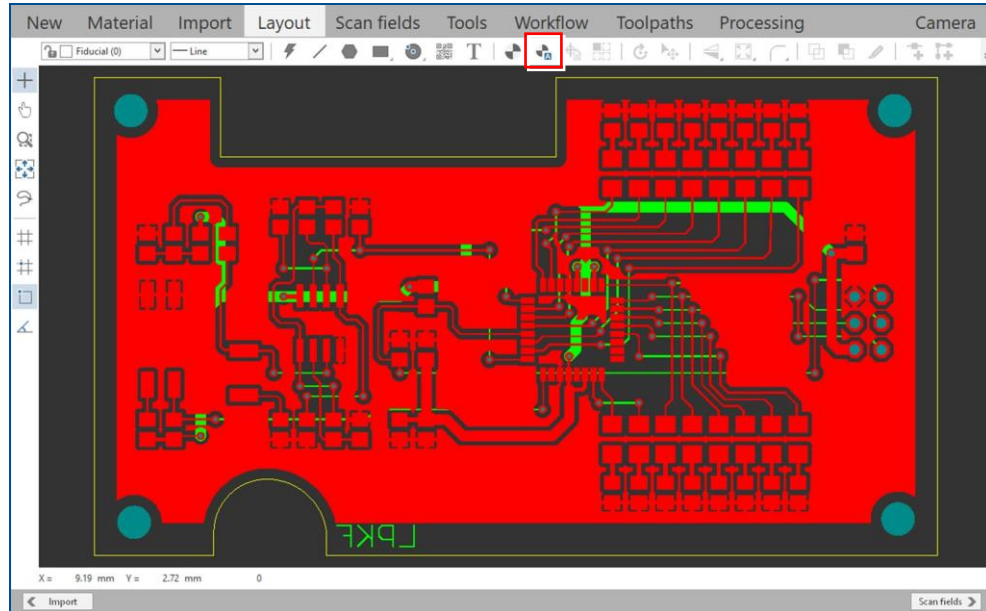 New Material Import Layout Scan fields Tools Workflow Toolpaths Processing Camera
Fiducial (0) Line T A
LPKF
X = 9.19 mm Y = 2.72 mm 0
Import Scan fields